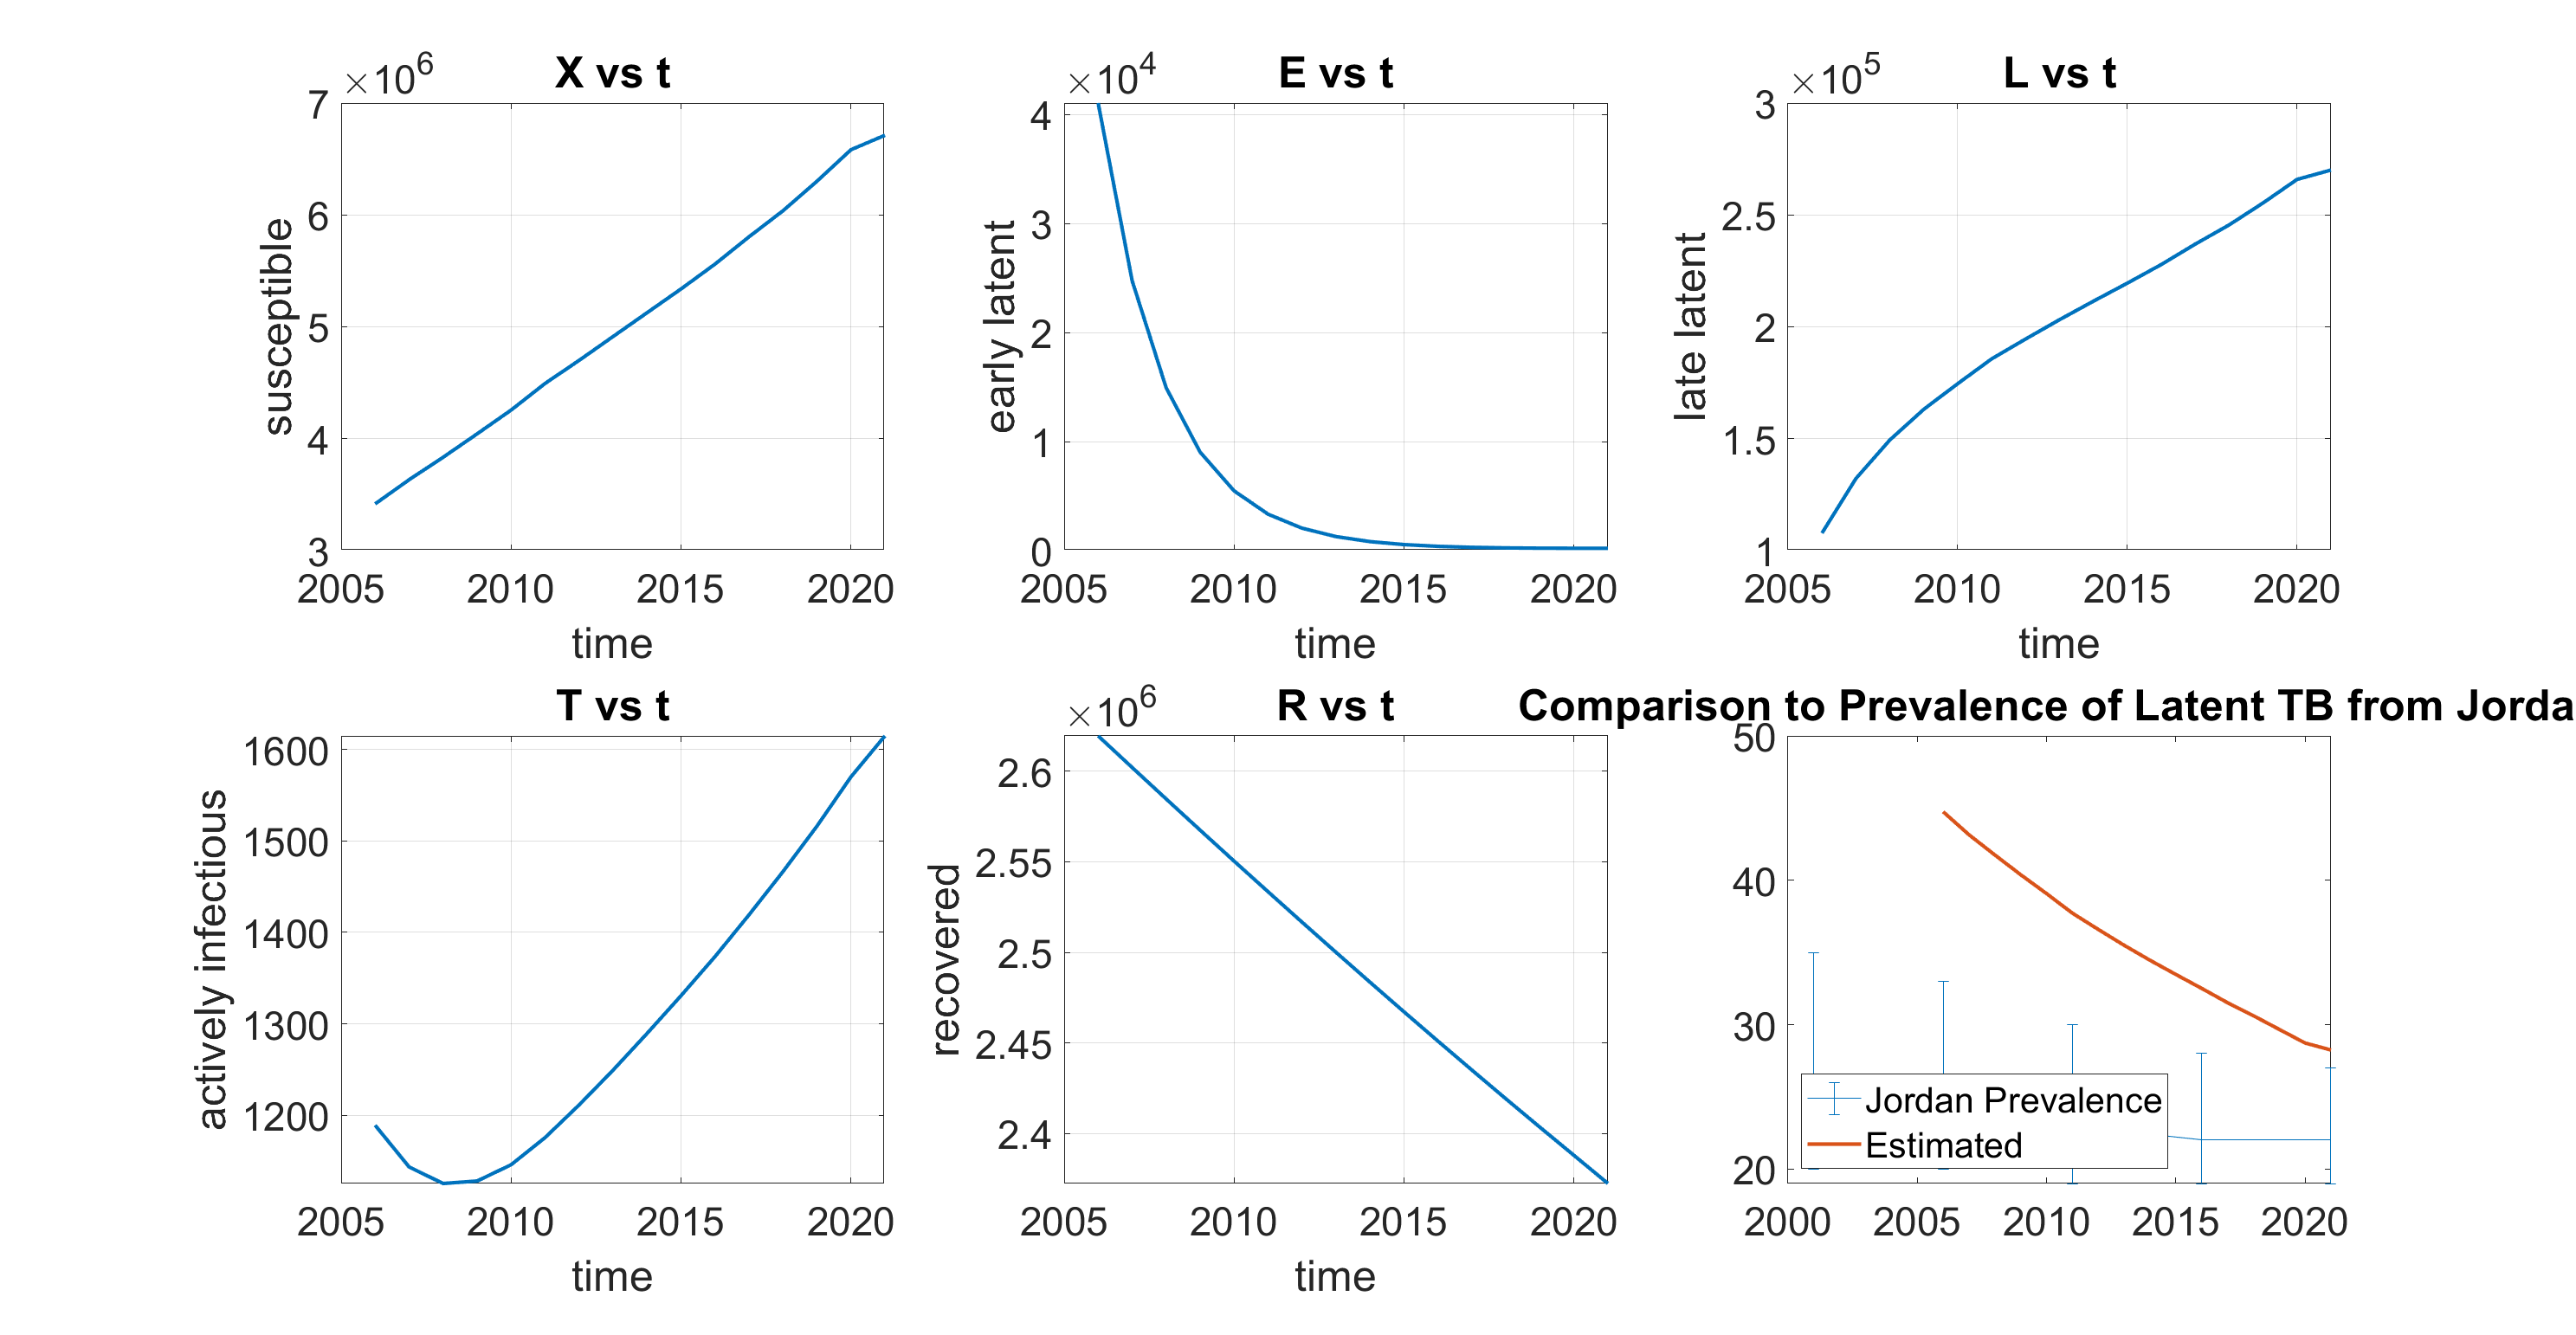 X vs t
×10^6
7
6
5
4
3
susceptible
2005 2010 2015 2020
time
E vs t
×10^4
4
3
2
1
0
early latent
2005 2010 2015 2020
time
L vs t
×10^5
3
2.5
2
1.5
1
late latent
2005 2010 2015 2020
time
T vs t
1600
1500
1400
1300
1200
actively infectious
2005 2010 2015 2020
time
R vs t
×10^6
2.6
2.55
2.5
2.45
2.4
recovered
2005 2010 2015 2020
time
Comparison to Prevalence of Latent TB from Jorda
50
40
30
20
Jordan Prevalence
Estimated
2000 2005 2010 2015 2020